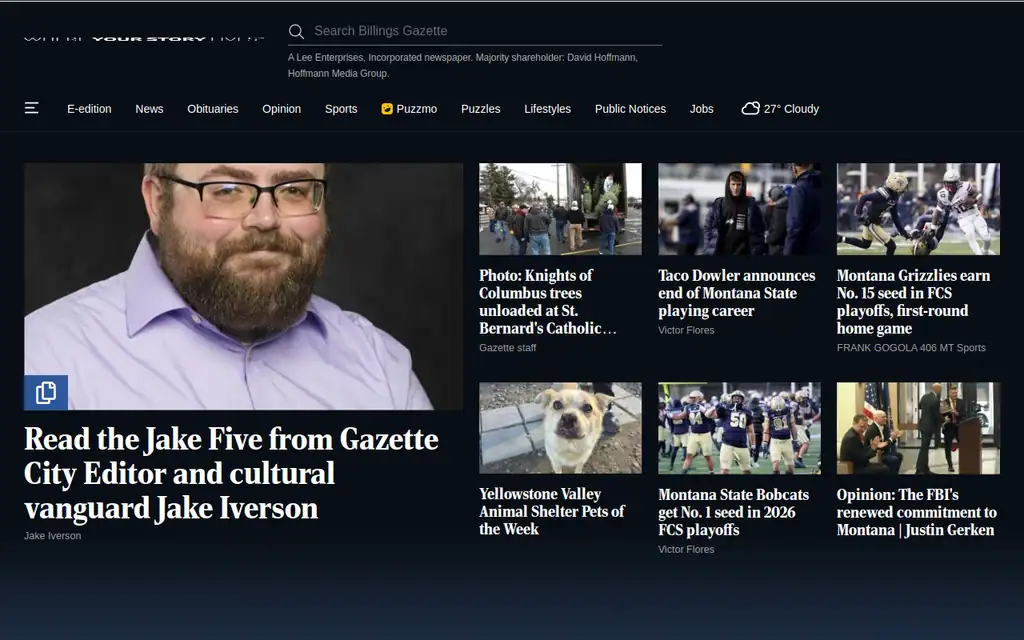 YOUR STORY
Search Billings Gazette
A Lee Enterprises, Incorporated newspaper. Majority shareholder: David Hoffmann,
Hoffmann Media Group.
E-edition News Obituaries Opinion Sports Puzzmo Puzzles Lifestyles Public Notices Jobs 27° Cloudy
Read the Jake Five from Gazette
City Editor and cultural
vanguard Jake Iverson
Jake Iverson
Photo: Knights of
Columbus trees
unloaded at St.
Bernard's Catholic…
Gazette staff
Taco Dowler announces
end of Montana State
playing career
Victor Flores
Montana Grizzlies earn
No. 15 seed in FCS
playoffs, first-round
home game
FRANK GOGOLA 406 MT Sports
Yellowstone Valley
Animal Shelter Pets of
the Week
Montana State Bobcats
get No. 1 seed in 2026
FCS playoffs
Victor Flores
Opinion: The FBI's
renewed commitment to
Montana | Justin Gerken